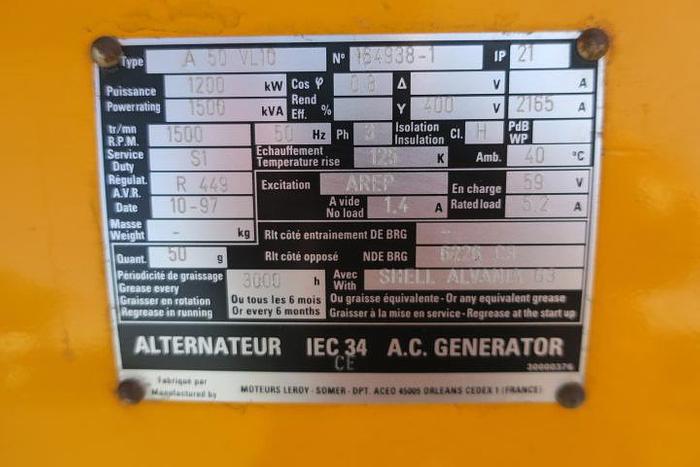 Type A 50 VL10 N° 184938-1 IP 21
Puissance 1200 kW Cos φ 0.8 Δ V A
Power rating 1500 kVA Rend Eff. % Y 400 V 2165 A
tr/mn R.P.M. 1500 50 Hz Ph 3 Isolation Insulation Cl. H PdB WP
Service Duty S1 Echauffement Temperature rise 125 K Amb. 40 °C
Régulat. A.V.R. R 449 Excitation AREP En charge 59 V
Date 10-97 A vide No load 1.4 A Rated load 5.2 A
Masse Weight - kg Rlt côté entrainement DE BRG -
Quant. 50 g Rlt côté opposé NDE BRG 6226 C3
Périodicité de graissage
Grease every 3000 h Avec With SHELL ALVANIA G3
Graisser en rotation Ou tous les 6 mois Ou graisse équivalente - Or any equivalent grease
Regrease in running Or every 6 months Graisser à la mise en service - Regrease at the start up
ALTERNATEUR IEC 34 A.C. GENERATOR
CE 30000376
Fabrique par
Manufactured by MOTEURS LEROY - SOMER - DPT. ACEO 45005 ORLEANS CEDEX 1 (FRANCE)